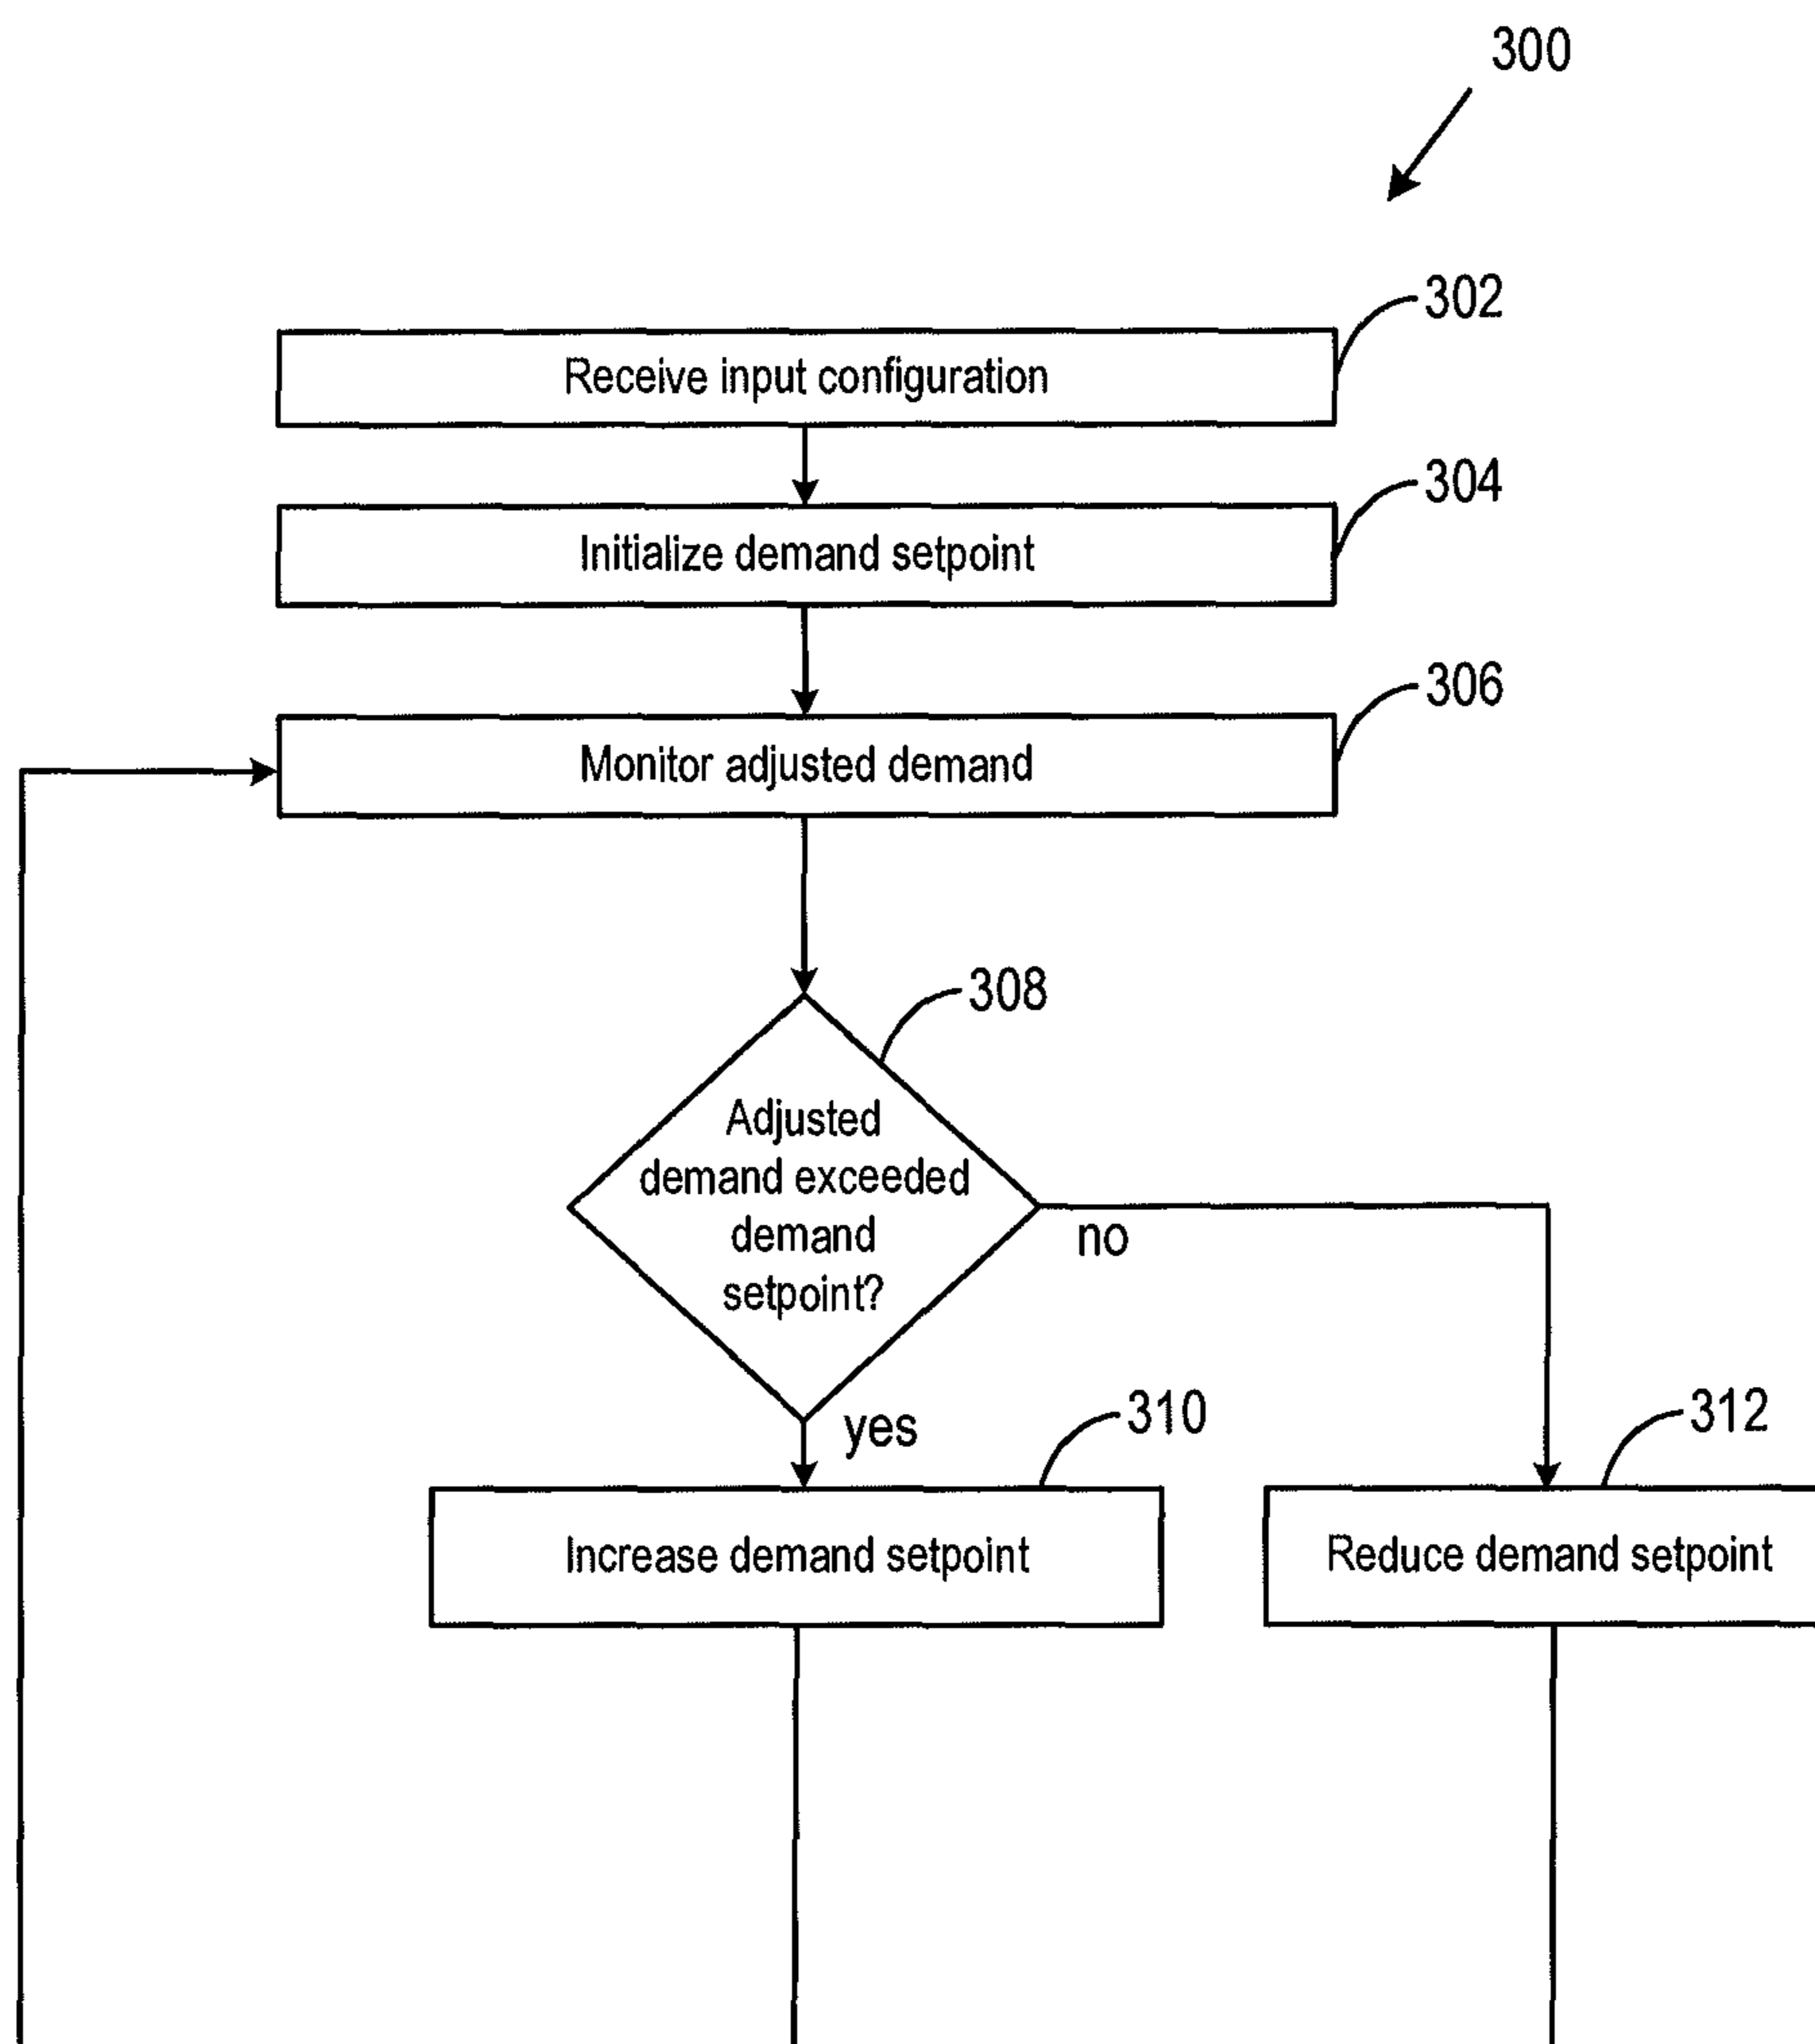 300
302
Receive input configuration
304
Initialize demand setpoint
306
Monitor adjusted demand
308
Adjusted
demand exceeded
demand
setpoint?
no
yes
310
312
Increase demand setpoint
Reduce demand setpoint